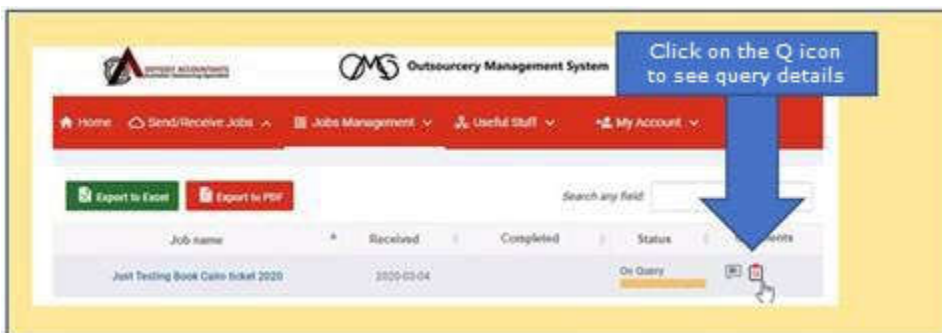 Click on the Q icon
to see query details
OMS Outsourcery Management System
Home Send/Receive Jobs Jobs Management Useful Stuff My Account
Export to Excel Export to PDF Search any field
Job name Received Completed Status
Just Testing Book Cairo ticket 2020 2020-03-04 On Query